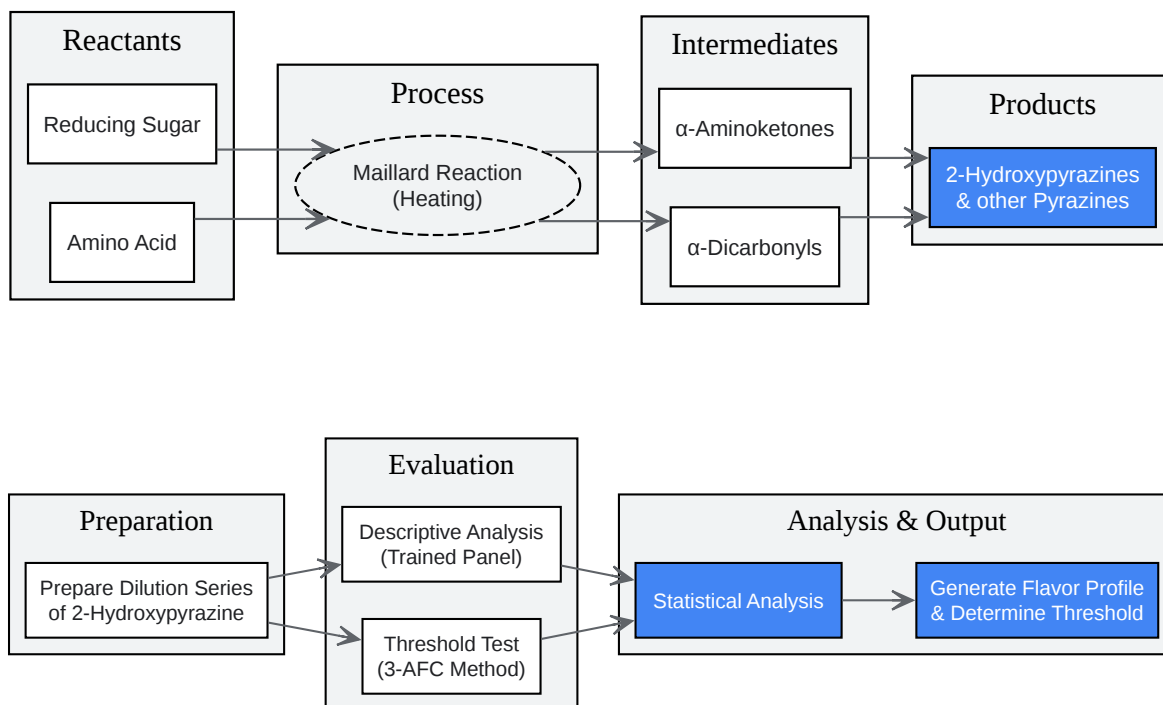 Reactants
Reducing Sugar
Amino Acid
Process
Maillard Reaction
(Heating)
Intermediates
α-Aminoketones
α-Dicarbonyls
Products
2-Hydroxypyrazines
& other Pyrazines
Preparation
Prepare Dilution Series
of 2-Hydroxypyrazine
Evaluation
Descriptive Analysis
(Trained Panel)
Threshold Test
(3-AFC Method)
Analysis & Output
Statistical Analysis
Generate Flavor Profile
& Determine Threshold